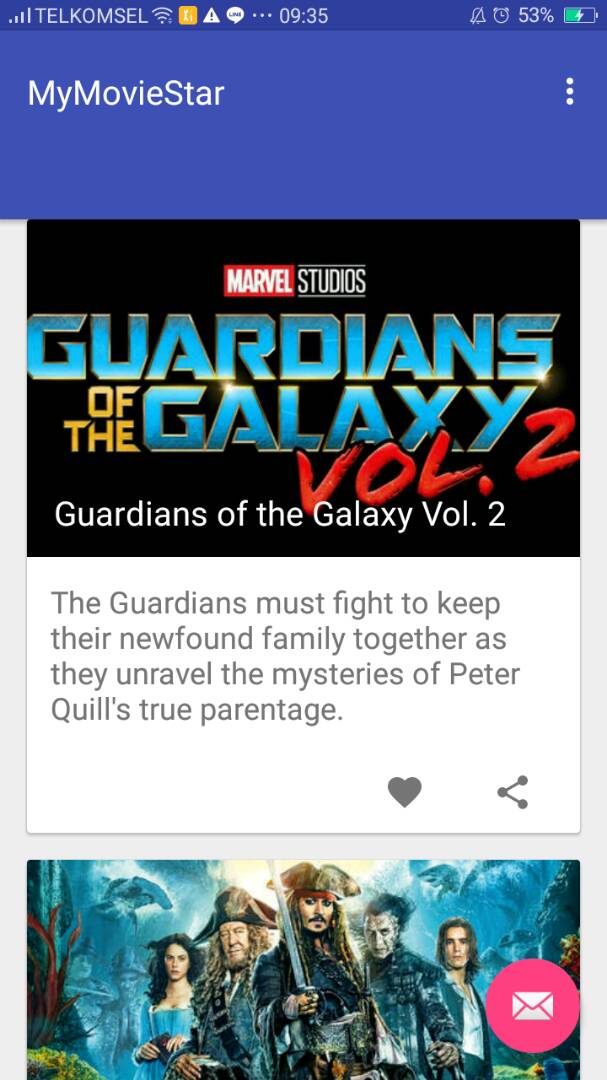 TELKOMSEL 09:35 53%
MyMovieStar
MARVEL STUDIOS
GUARDIANS
OF THE GALAXY
VOL. 2
Guardians of the Galaxy Vol. 2
The Guardians must fight to keep
their newfound family together as
they unravel the mysteries of Peter
Quill's true parentage.